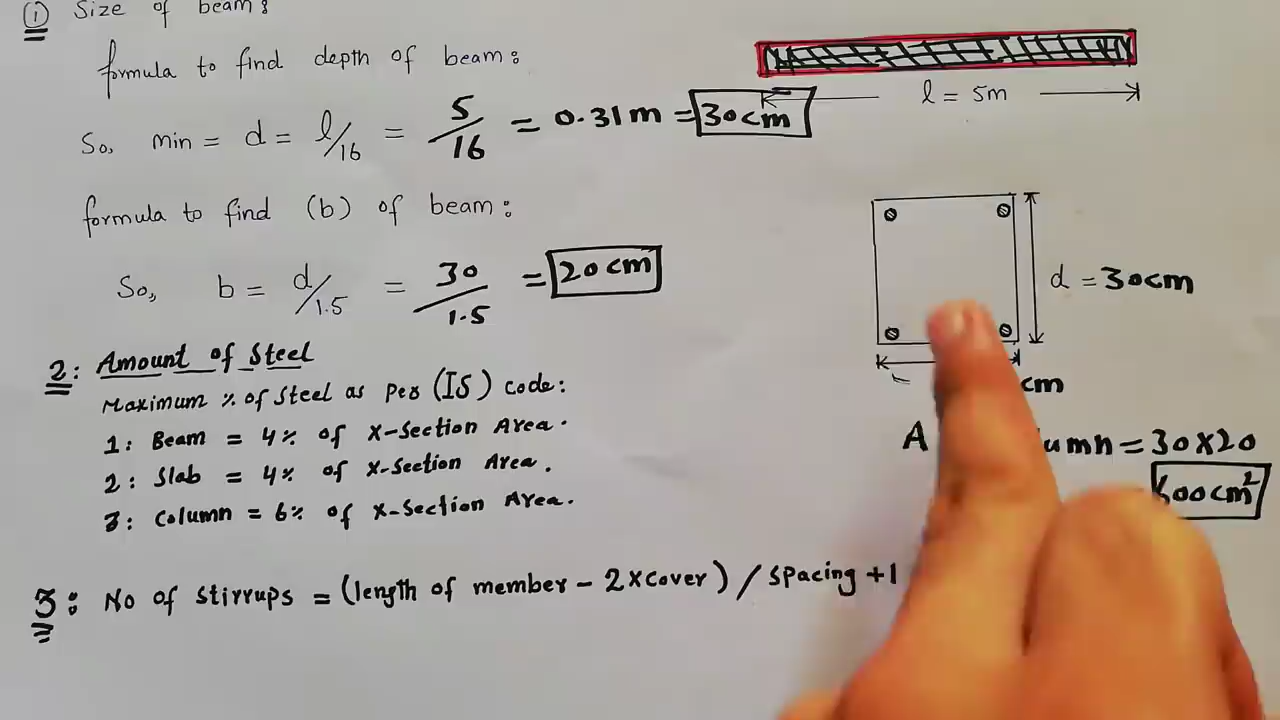 1 Size of beam:
formula to find depth of beam:
l = 5m
So, min = d = l/16 = 5/16 = 0.31m = 30cm
formula to find (b) of beam:
So, b = d/1.5 = 30/1.5 = 20cm
d = 30cm
cm
2: Amount of Steel
Maximum % of Steel as Per (IS) code:
1: Beam = 4% of X-Section Area.
2: Slab = 4% of X-Section Area.
3: Column = 6% of X-Section Area.
A umn = 30x20
600cm²
3: No of stirrups = (length of member - 2xcover) / spacing +1